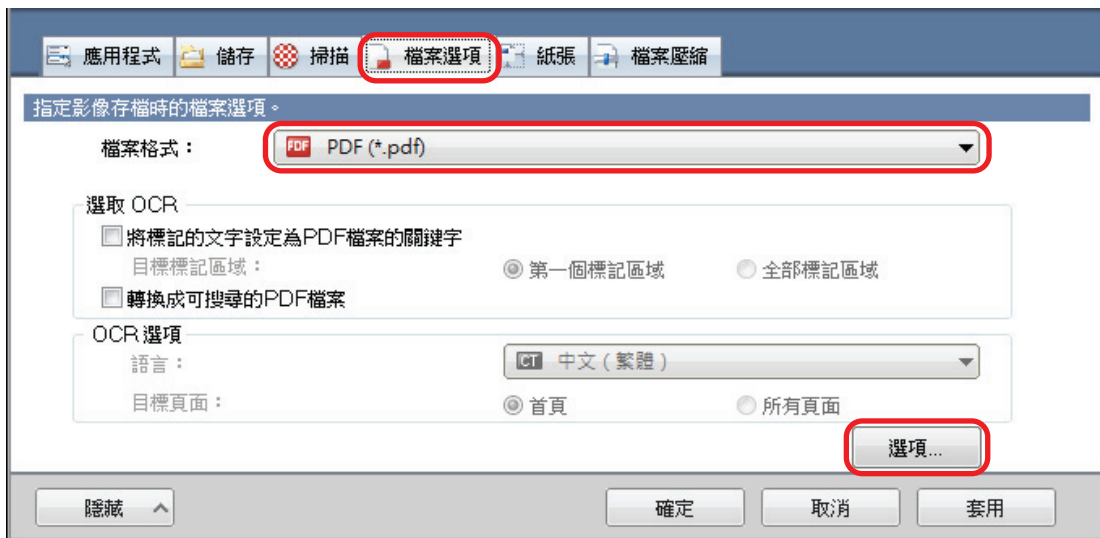 應用程式 儲存 掃描 檔案選項 紙張 檔案壓縮
指定影像存檔時的檔案選項。
檔案格式： PDF PDF (*.pdf)
選取 OCR
將標記的文字設定為PDF檔案的關鍵字
目標標記區域： 第一個標記區域 全部標記區域
轉換成可搜尋的PDF檔案
OCR 選項
語言： CT 中文 ( 繁體 )
目標頁面： 首頁 所有頁面
選項...
隱藏 確定 取消 套用